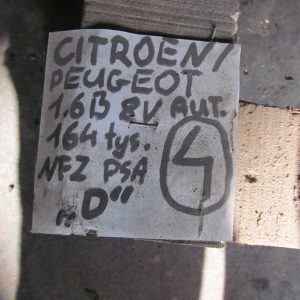 CITROEN/
PEUGEOT
1.6B 8V AUT.
164 tys.
NFZ PSA
4
„D"